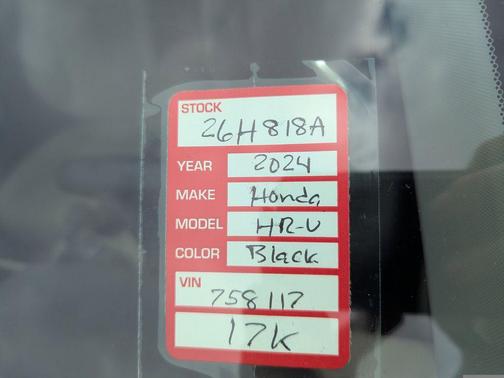 STOCK
26H818A
YEAR 2024
MAKE Honda
MODEL HR-V
COLOR Black
VIN
758117
17K